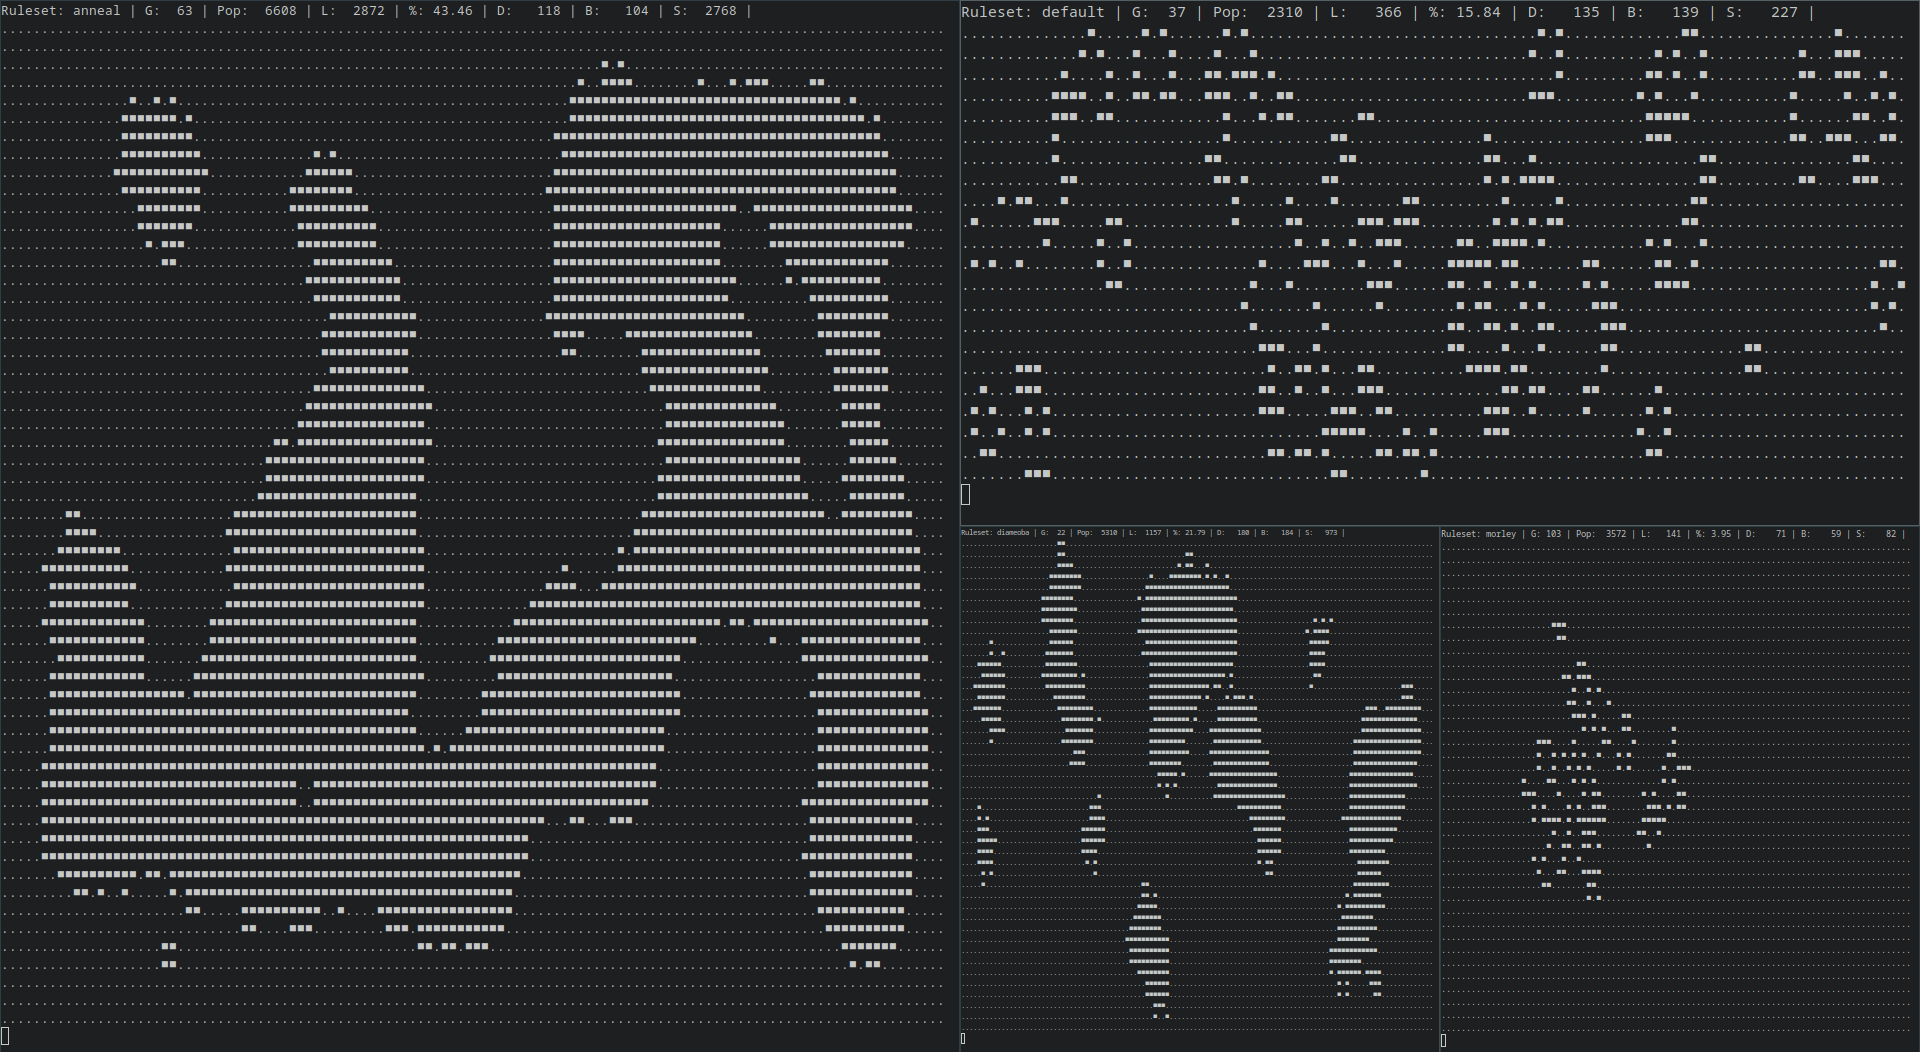 Ruleset: anneal | G:  63 | Pop:  6608 | L:  2872 | %: 43.46 | D:   118 | B:   104 | S:  2768 |
Ruleset: default | G:  37 | Pop:  2310 | L:   366 | %: 15.84 | D:   135 | B:   139 | S:   227 |
Ruleset: diameoba | G:  22 | Pop:  5310 | L:  1157 | %: 21.79 | D:   180 | B:   184 | S:   973 |
Ruleset: morley | G: 103 | Pop:  3572 | L:   141 | %: 3.95 | D:    71 | B:    59 | S:    82 |